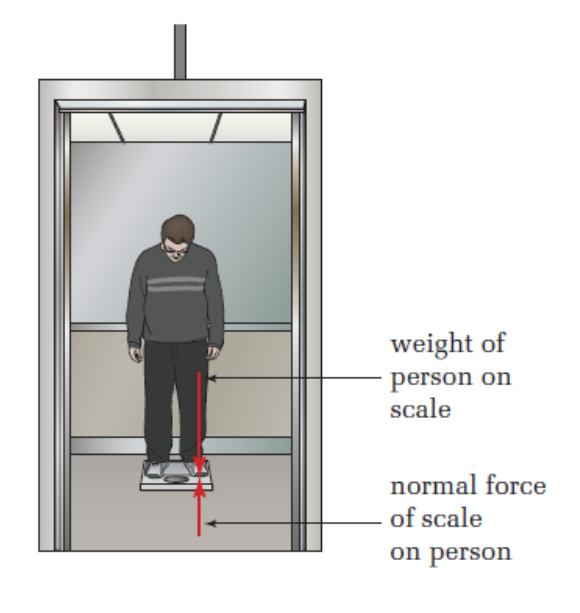 weight of
person on
scale
normal force
of scale
on person